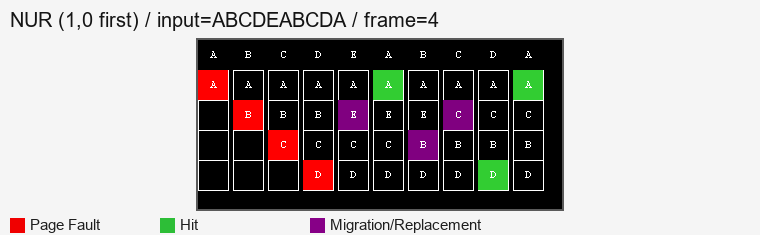 NUR (1,0 first) / input=ABCDEABCDA / frame=4
A B C D E A B C D A
A A A A A A A A A A
B B B E E E C C C
C C C C B B B B
D D D D D D D
Page Fault Hit Migration/Replacement